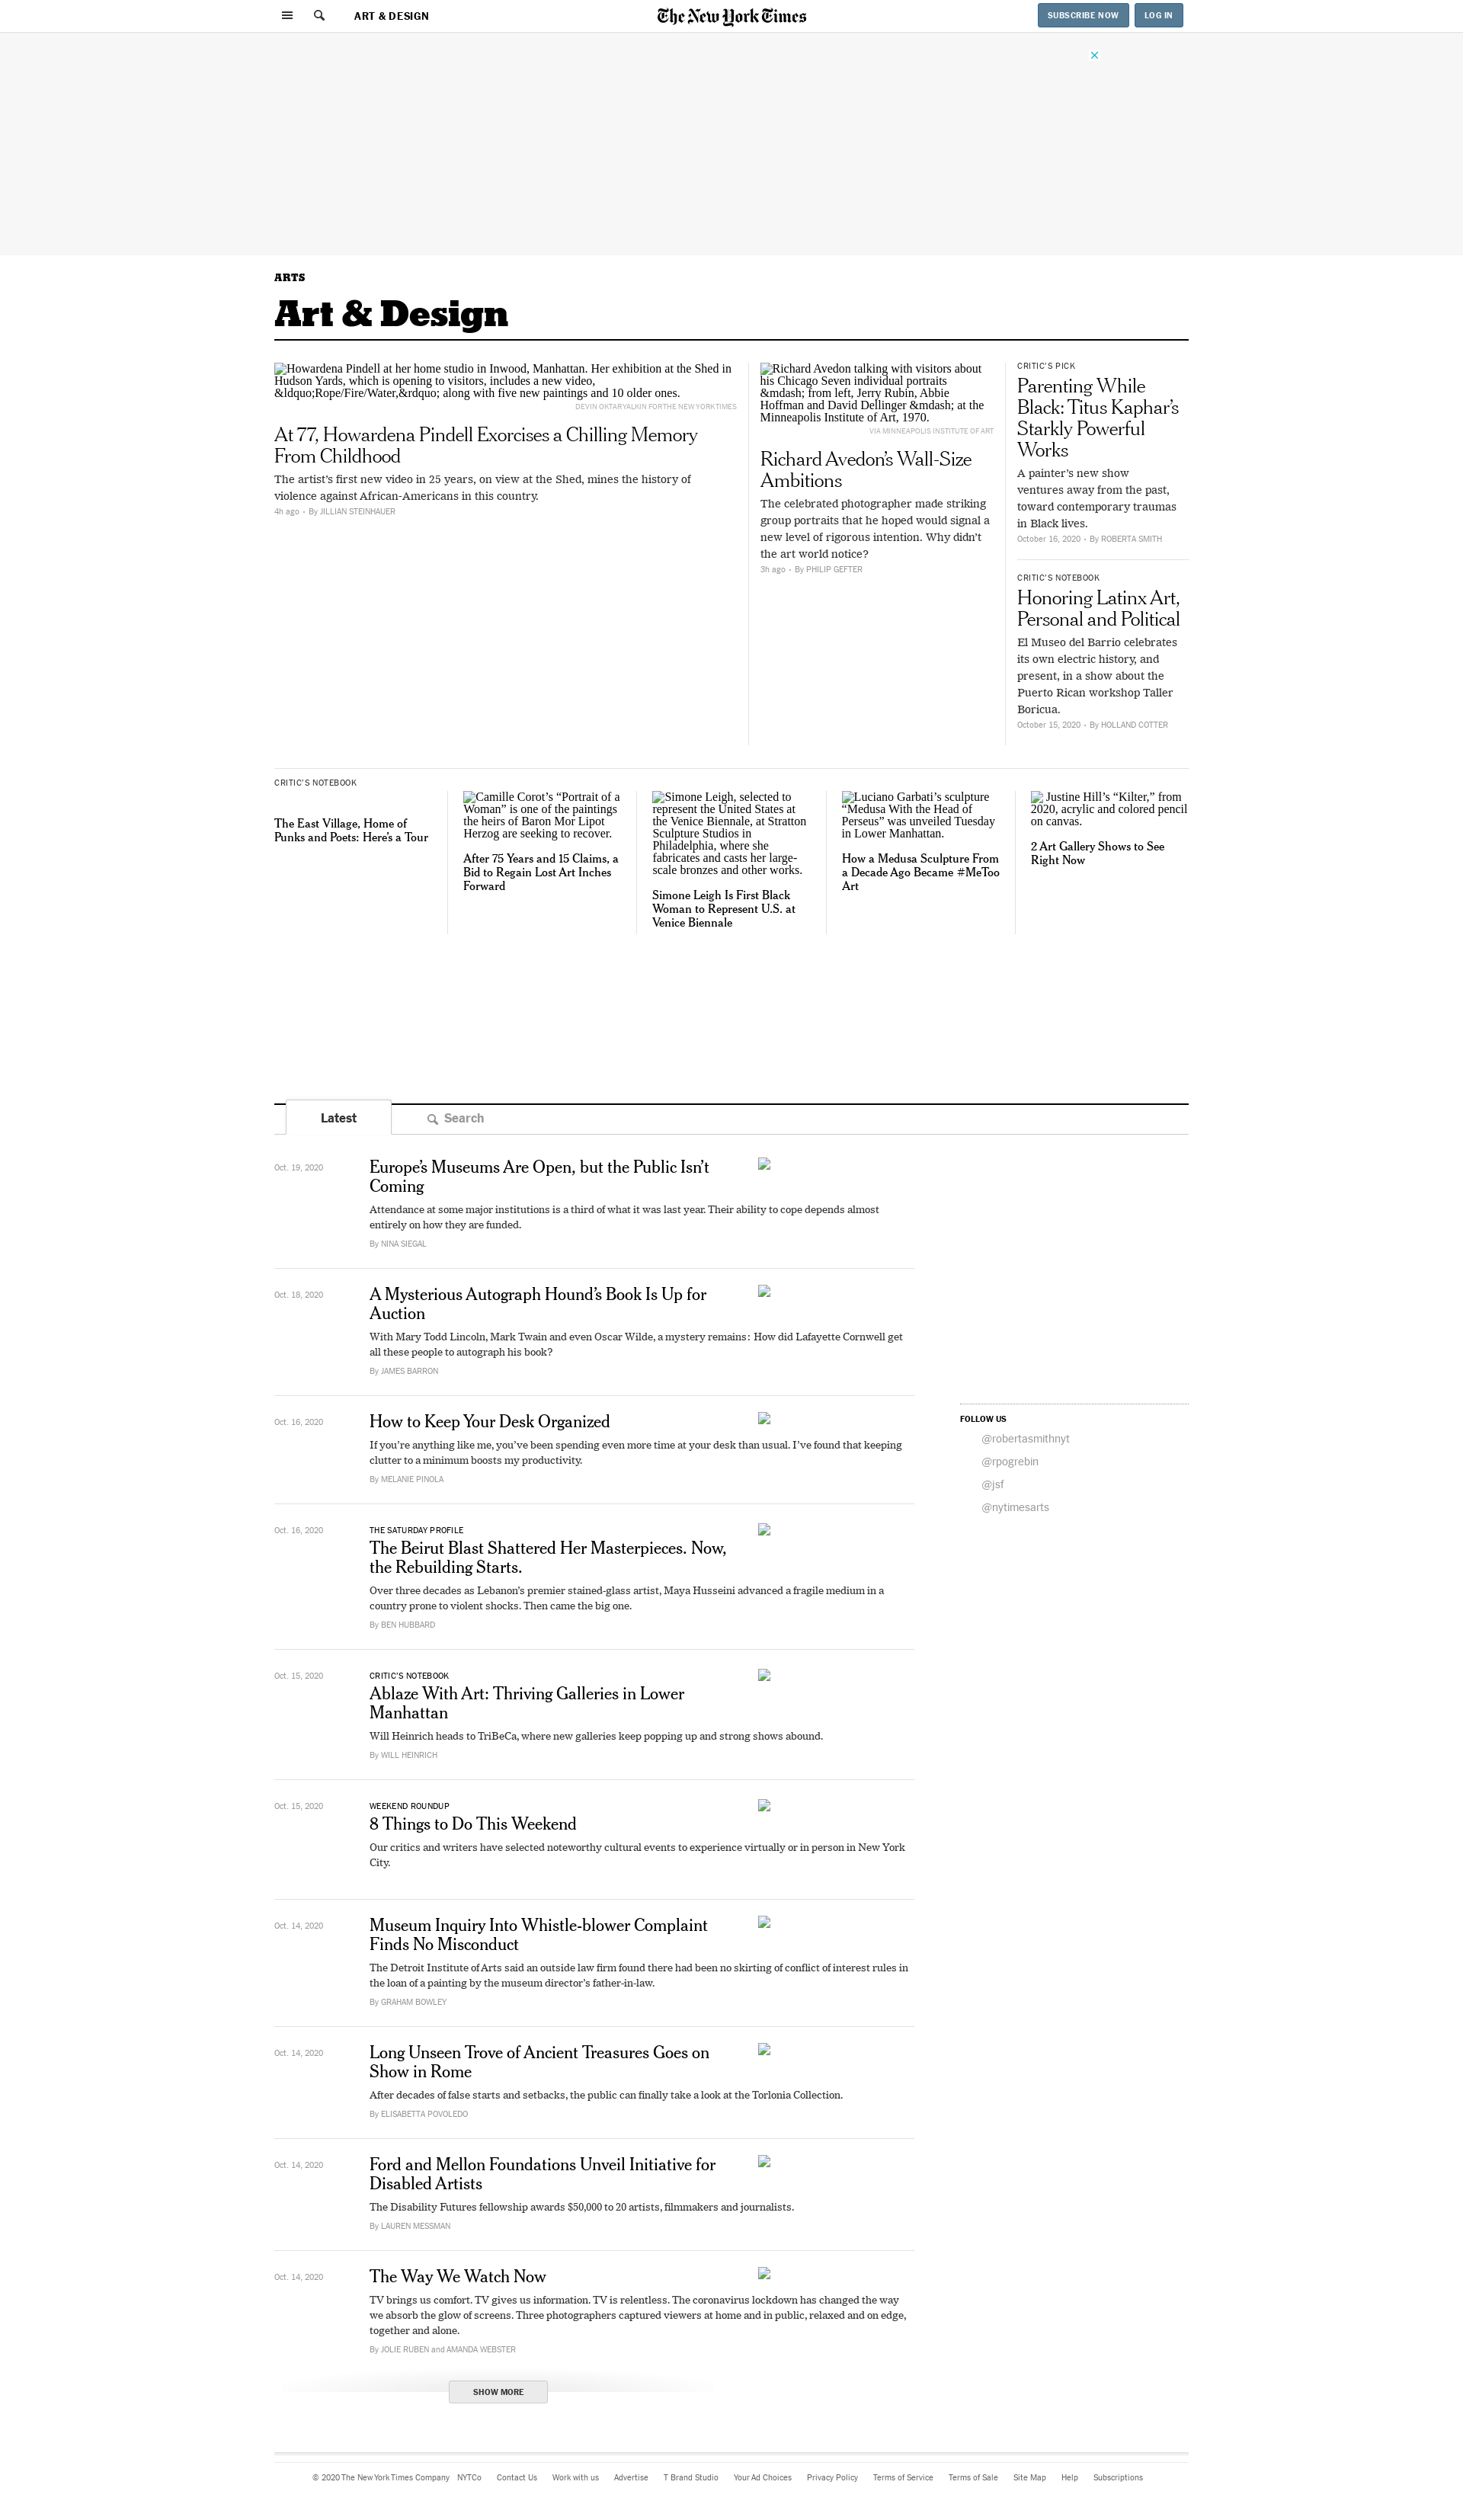 ART & DESIGN
The New York Times
SUBSCRIBE NOW
LOG IN
ARTS
Art & Design
Howardena Pindell at her home studio in Inwood, Manhattan. Her exhibition at the Shed in
Hudson Yards, which is opening to visitors, includes a new video,
&ldquo;Rope/Fire/Water,&rdquo; along with five new paintings and 10 older ones.
DEVIN OKTAR YALKIN FOR THE NEW YORK TIMES
At 77, Howardena Pindell Exorcises a Chilling Memory
From Childhood
The artist's first new video in 25 years, on view at the Shed, mines the history of
violence against African-Americans in this country.
4h ago • By JILLIAN STEINHAUER
Richard Avedon talking with visitors about
his Chicago Seven individual portraits
&mdash; from left, Jerry Rubin, Abbie
Hoffman and David Dellinger &mdash; at the
Minneapolis Institute of Art, 1970.
VIA MINNEAPOLIS INSTITUTE OF ART
Richard Avedon’s Wall-Size
Ambitions
The celebrated photographer made striking
group portraits that he hoped would signal a
new level of rigorous intention. Why didn’t
the art world notice?
3h ago • By PHILIP GEFTER
CRITIC’S PICK
Parenting While
Black: Titus Kaphar’s
Starkly Powerful
Works
A painter’s new show
ventures away from the past,
toward contemporary traumas
in Black lives.
October 16, 2020 • By ROBERTA SMITH
CRITIC’S NOTEBOOK
Honoring Latinx Art,
Personal and Political
El Museo del Barrio celebrates
its own electric history, and
present, in a show about the
Puerto Rican workshop Taller
Boricua.
October 15, 2020 • By HOLLAND COTTER
CRITIC’S NOTEBOOK
The East Village, Home of
Punks and Poets: Here’s a Tour
Camille Corot’s “Portrait of a
Woman” is one of the paintings
the heirs of Baron Mor Lipot
Herzog are seeking to recover.
After 75 Years and 15 Claims, a
Bid to Regain Lost Art Inches
Forward
Simone Leigh, selected to
represent the United States at
the Venice Biennale, at Stratton
Sculpture Studios in
Philadelphia, where she
fabricates and casts her large-
scale bronzes and other works.
Simone Leigh Is First Black
Woman to Represent U.S. at
Venice Biennale
Luciano Garbati’s sculpture
“Medusa With the Head of
Perseus” was unveiled Tuesday
in Lower Manhattan.
How a Medusa Sculpture From
a Decade Ago Became #MeToo
Art
Justine Hill’s “Kilter,” from
2020, acrylic and colored pencil
on canvas.
2 Art Gallery Shows to See
Right Now
Latest
Search
Oct. 19, 2020
Europe’s Museums Are Open, but the Public Isn’t
Coming
Attendance at some major institutions is a third of what it was last year. Their ability to cope depends almost
entirely on how they are funded.
By NINA SIEGAL
Oct. 18, 2020
A Mysterious Autograph Hound’s Book Is Up for
Auction
With Mary Todd Lincoln, Mark Twain and even Oscar Wilde, a mystery remains: How did Lafayette Cornwell get
all these people to autograph his book?
By JAMES BARRON
Oct. 16, 2020
How to Keep Your Desk Organized
If you’re anything like me, you’ve been spending even more time at your desk than usual. I’ve found that keeping
clutter to a minimum boosts my productivity.
By MELANIE PINOLA
FOLLOW US
@robertasmithnyt
@rpogrebin
@jsf
@nytimesarts
Oct. 16, 2020
THE SATURDAY PROFILE
The Beirut Blast Shattered Her Masterpieces. Now,
the Rebuilding Starts.
Over three decades as Lebanon’s premier stained-glass artist, Maya Husseini advanced a fragile medium in a
country prone to violent shocks. Then came the big one.
By BEN HUBBARD
Oct. 15, 2020
CRITIC’S NOTEBOOK
Ablaze With Art: Thriving Galleries in Lower
Manhattan
Will Heinrich heads to TriBeCa, where new galleries keep popping up and strong shows abound.
By WILL HEINRICH
Oct. 15, 2020
WEEKEND ROUNDUP
8 Things to Do This Weekend
Our critics and writers have selected noteworthy cultural events to experience virtually or in person in New York
City.
Oct. 14, 2020
Museum Inquiry Into Whistle-blower Complaint
Finds No Misconduct
The Detroit Institute of Arts said an outside law firm found there had been no skirting of conflict of interest rules in
the loan of a painting by the museum director’s father-in-law.
By GRAHAM BOWLEY
Oct. 14, 2020
Long Unseen Trove of Ancient Treasures Goes on
Show in Rome
After decades of false starts and setbacks, the public can finally take a look at the Torlonia Collection.
By ELISABETTA POVOLEDO
Oct. 14, 2020
Ford and Mellon Foundations Unveil Initiative for
Disabled Artists
The Disability Futures fellowship awards $50,000 to 20 artists, filmmakers and journalists.
By LAUREN MESSMAN
Oct. 14, 2020
The Way We Watch Now
TV brings us comfort. TV gives us information. TV is relentless. The coronavirus lockdown has changed the way
we absorb the glow of screens. Three photographers captured viewers at home and in public, relaxed and on edge,
together and alone.
By JOLIE RUBEN and AMANDA WEBSTER
SHOW MORE
© 2020 The New York Times Company NYTCo Contact Us Work with us Advertise T Brand Studio Your Ad Choices Privacy Policy Terms of Service Terms of Sale Site Map Help Subscriptions